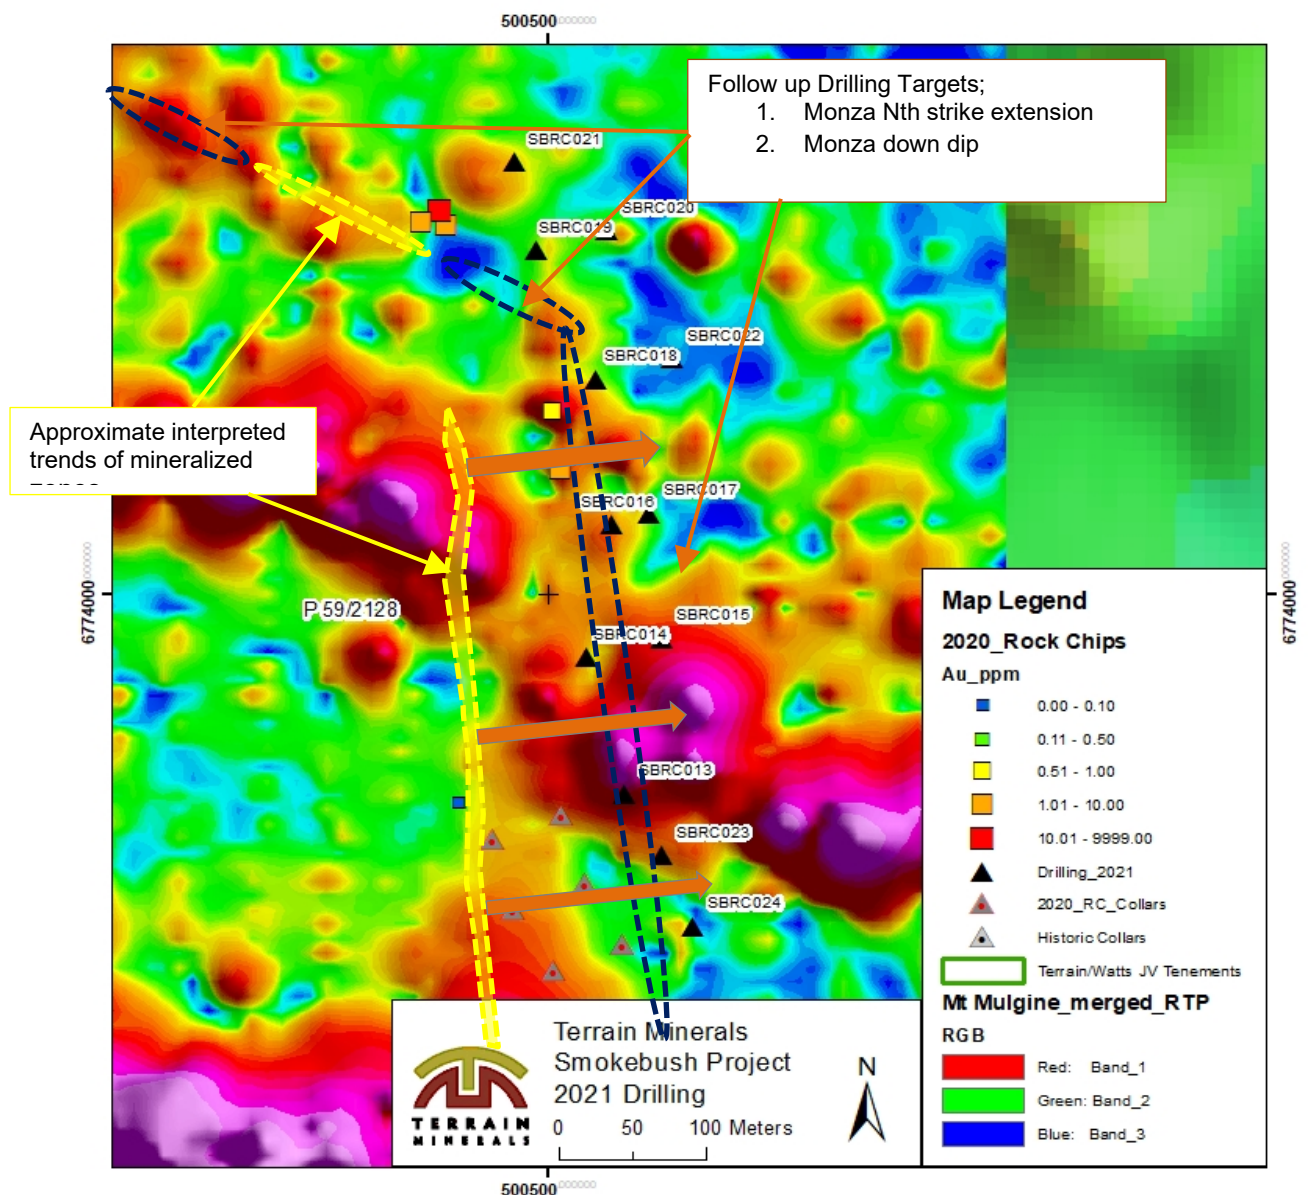 500500
Follow up Drilling Targets;
1. Monza Nth strike extension
2. Monza down dip
SBRC021
SBRC020
SBRC019
SBRC022
SBRC018
Approximate interpreted
trends of mineralized
SBRC017
SBRC016
6774000
6774000
P 59/2128
SBRC015
SBRC014
SBRC013
SBRC023
SBRC024
Map Legend
2020_Rock Chips
Au_ppm
0.00 - 0.10
0.11 - 0.50
0.51 - 1.00
1.01 - 10.00
10.01 - 9999.00
Drilling_2021
2020_RC_Collars
Historic Collars
Terrain/Watts JV Tenements
Mt Mulgine_merged_RTP
RGB
Red: Band_1
Green: Band_2
Blue: Band_3
Terrain Minerals
Smokebush Project
2021 Drilling
0 50 100 Meters
N
TERRAIN
MINERALS
500500